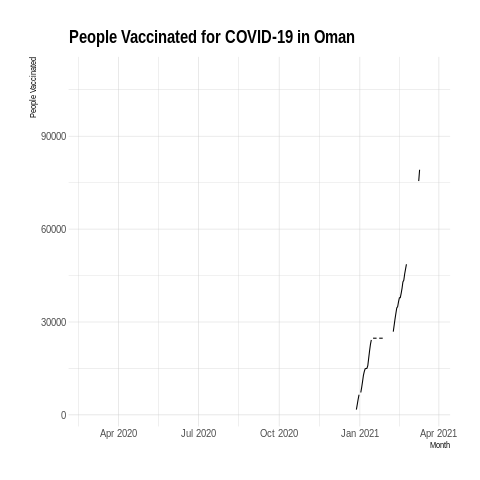 People Vaccinated for COVID-19 in Oman
People Vaccinated
90000
60000
30000
0
Apr 2020 Jul 2020 Oct 2020 Jan 2021 Apr 2021
Month